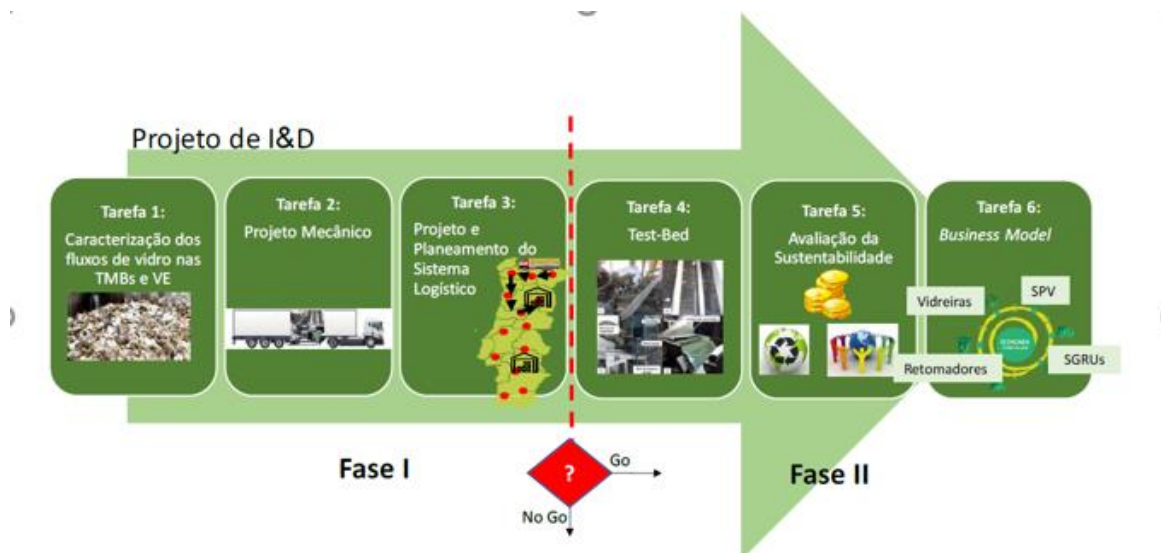 Projeto de I&D
Tarefa 1:
Caracterização dos
fluxos de vidro nas
TMBs e VE
Tarefa 2:
Projeto Mecânico
Tarefa 3:
Projeto e
Planeamento do
Sistema
Logístico
Tarefa 4:
Test-Bed
Tarefa 5:
Avaliação da
Sustentabilidade
Tarefa 6:
Business Model
Vidreiras
SPV
ECONOMIA
Retomadores
SGRUs
Fase I
?
Go
No Go
Fase II